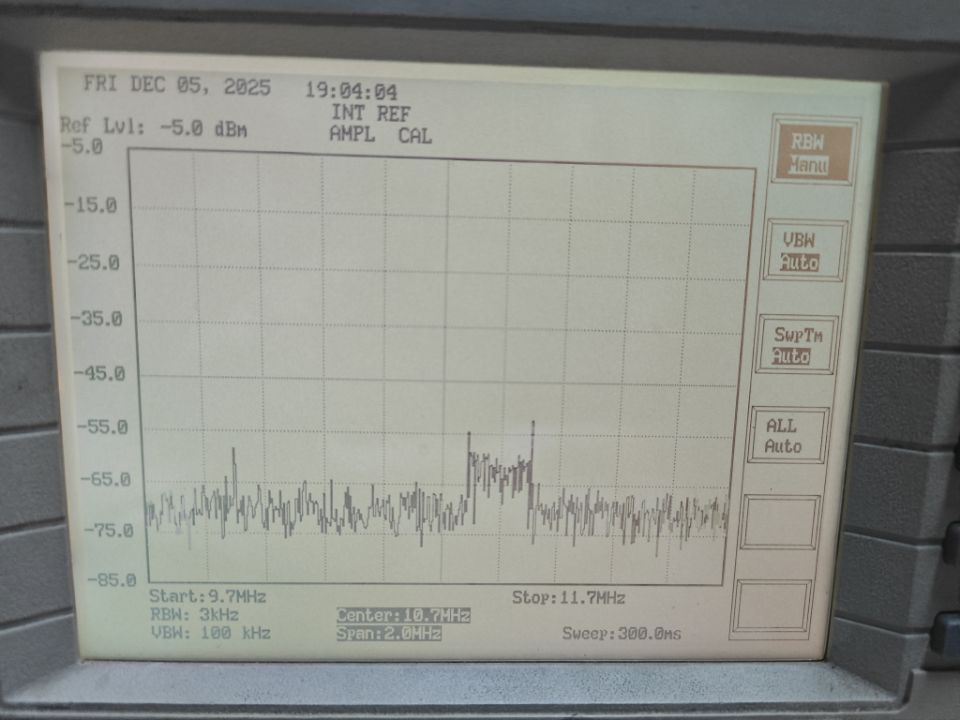 FRI DEC 05, 2025 19:04:04
INT REF
Ref Lvl: -5.0 dBm AMPL CAL
-5.0
-15.0
-25.0
-35.0
-45.0
-55.0
-65.0
-75.0
-85.0
Start:9.7MHz Stop:11.7MHz
RBW: 3kHz Center:10.7MHz
VBW: 100 kHz Span:2.0MHz Sweep:300.0ms
RBW
Manu
VBW
Auto
SwpTm
Auto
ALL
Auto